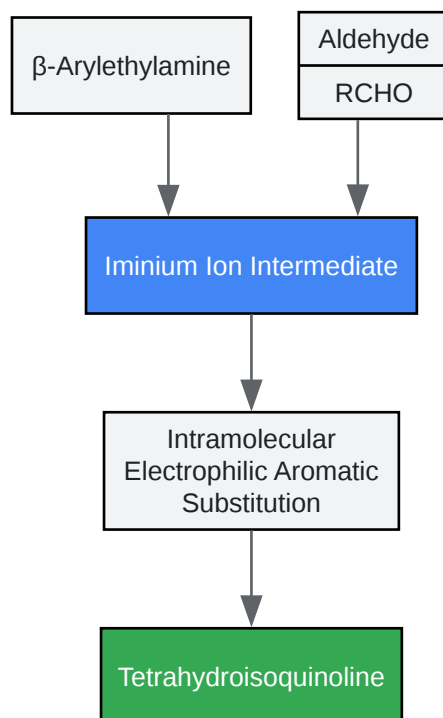 β-Arylethylamine
Aldehyde
RCHO
Iminium Ion Intermediate
Intramolecular
Electrophilic Aromatic
Substitution
Tetrahydroisoquinoline